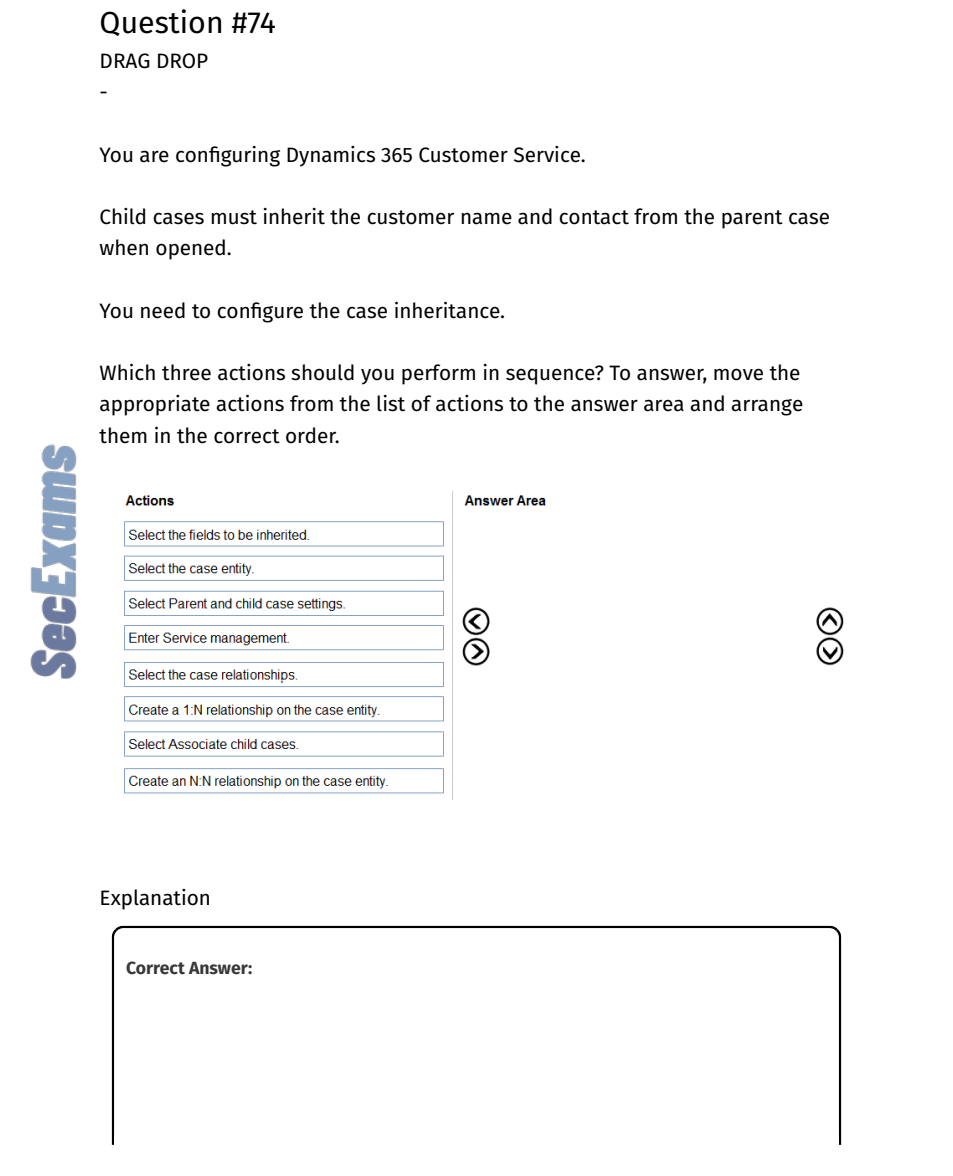 Question #74
DRAG DROP
-
You are configuring Dynamics 365 Customer Service.
Child cases must inherit the customer name and contact from the parent case
when opened.
You need to configure the case inheritance.
Which three actions should you perform in sequence? To answer, move the
appropriate actions from the list of actions to the answer area and arrange
them in the correct order.
SecExams
Actions
Answer Area
Select the fields to be inherited.
Select the case entity.
Select Parent and child case settings.
Enter Service management.
Select the case relationships.
Create a 1:N relationship on the case entity.
Select Associate child cases.
Create an N:N relationship on the case entity.
Explanation
Correct Answer: